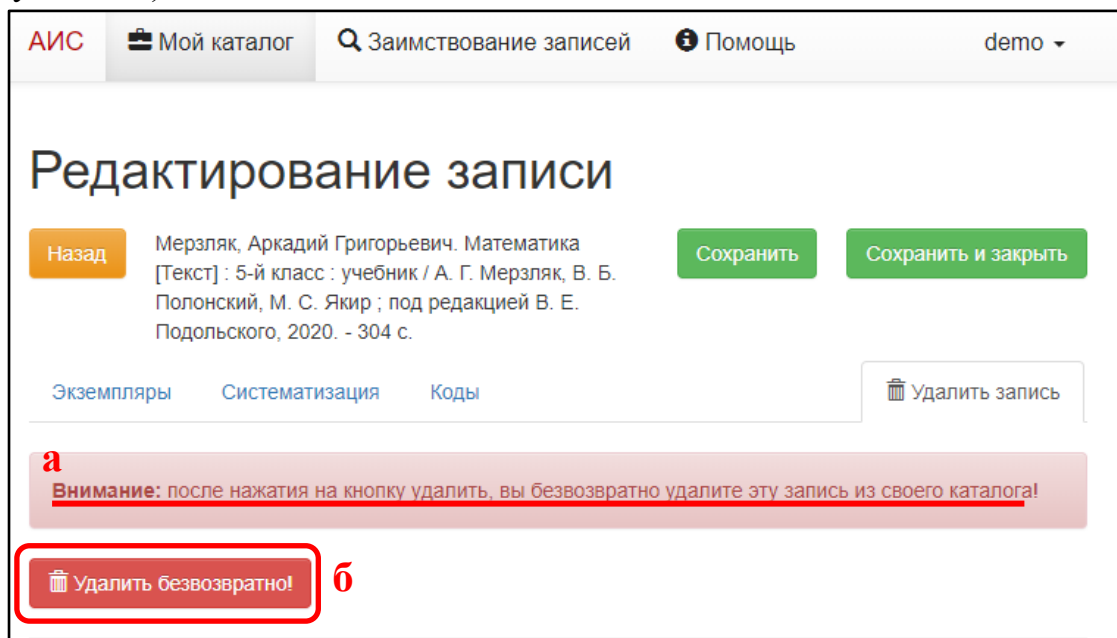 АИС Мой каталог Заимствование записей Помощь demo
Редактирование записи
Назад
Мерзляк, Аркадий Григорьевич. Математика
[Текст] : 5-й класс : учебник / А. Г. Мерзляк, В. Б.
Полонский, М. С. Якир ; под редакцией В. Е.
Подольского, 2020. - 304 с.
Сохранить
Сохранить и закрыть
Экземпляры Систематизация Коды Удалить запись
а
Внимание: после нажатия на кнопку удалить, вы безвозвратно удалите эту запись из своего каталога!
Удалить безвозвратно! б